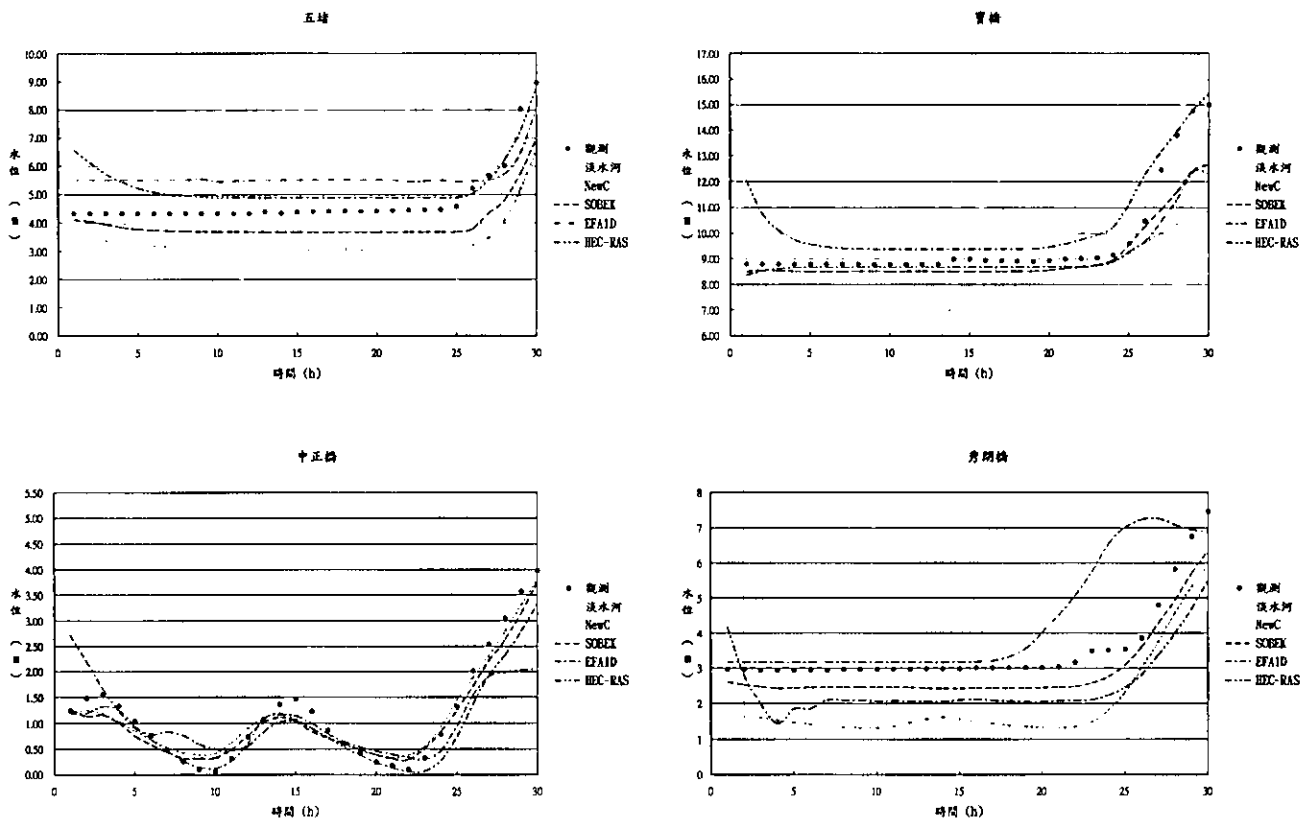 五堵
10.00
9.00
8.00
7.00
6.00
5.00
4.00
3.00
2.00
1.00
0.00
水位 (m)
0 5 10 15 20 25 30
時間 (h)
觀測
淡水河
NewC
SOBEK
EFA1D
HEC-RAS
寶橋
17.00
16.00
15.00
14.00
13.00
12.00
11.00
10.00
9.00
8.00
7.00
6.00
水位 (m)
0 5 10 15 20 25 30
時間 (h)
觀測
淡水河
NewC
SOBEK
EFA1D
HEC-RAS
中正橋
5.50
5.00
4.50
4.00
3.50
3.00
2.50
2.00
1.50
1.00
0.50
0.00
水位 (m)
0 5 10 15 20 25 30
時間 (h)
觀測
淡水河
NewC
SOBEK
EFA1D
HEC-RAS
秀朗橋
8
7
6
5
4
3
2
1
0
水位 (m)
0 5 10 15 20 25 30
時間 (h)
觀測
淡水河
NewC
SOBEK
EFA1D
HEC-RAS